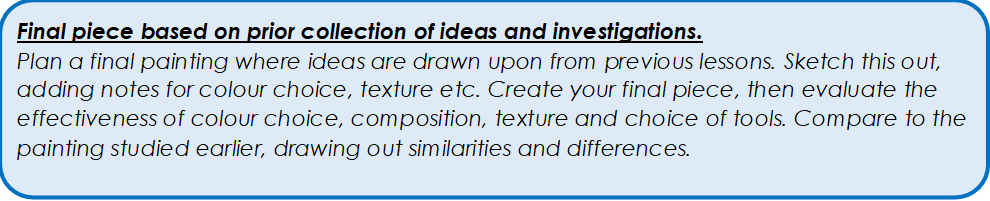 Final piece based on prior collection of ideas and investigations.
Plan a final painting where ideas are drawn upon from previous lessons. Sketch this out,
adding notes for colour choice, texture etc. Create your final piece, then evaluate the
effectiveness of colour choice, composition, texture and choice of tools. Compare to the
painting studied earlier, drawing out similarities and differences.